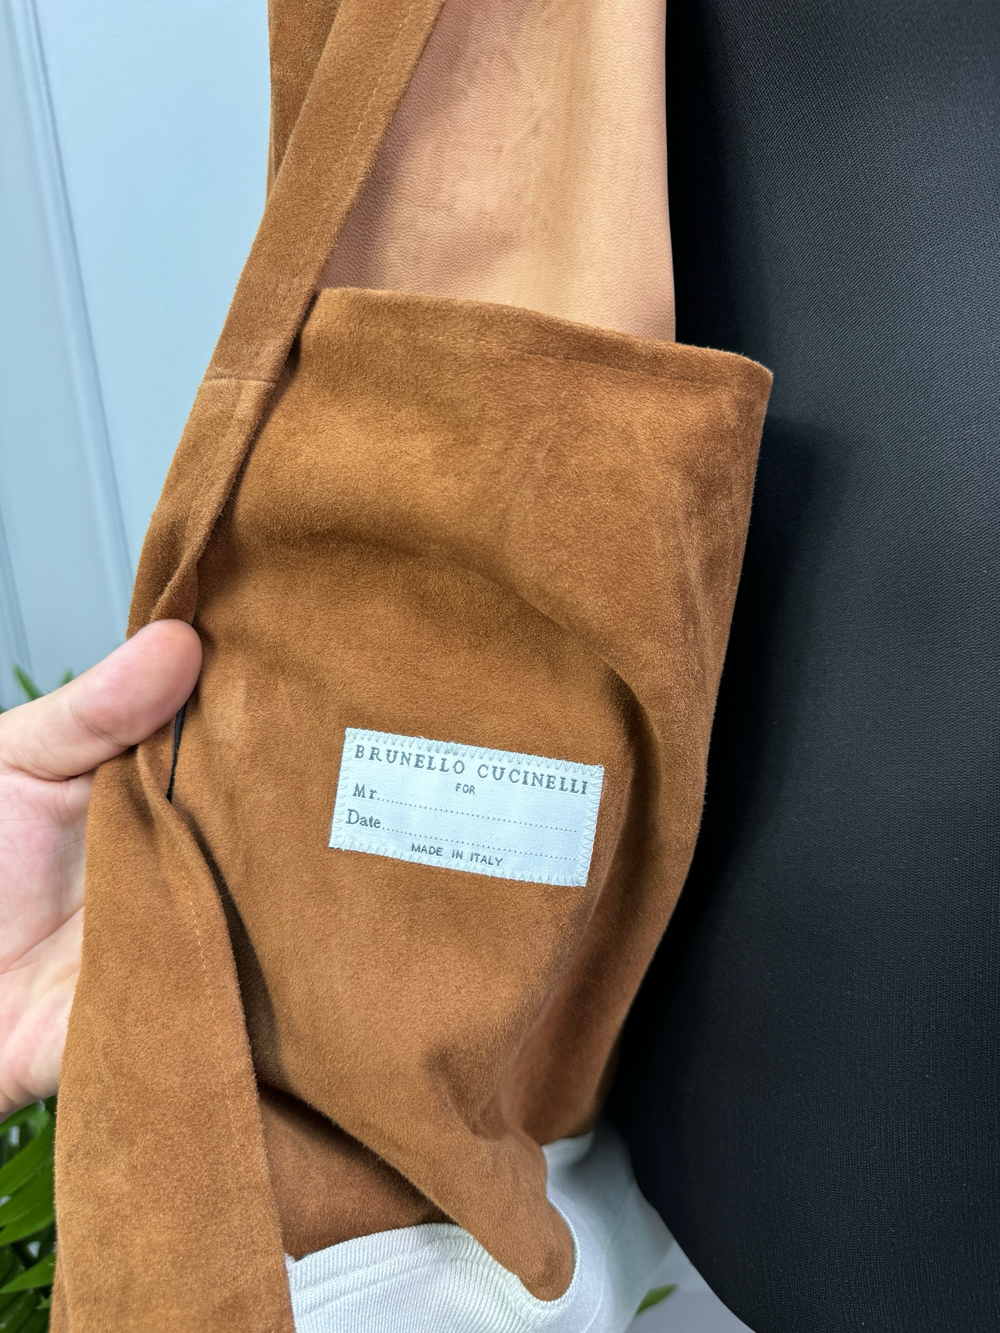 BRUNELLO CUCINELLI
FOR
Mr....................................................
Date..................................................
MADE IN ITALY